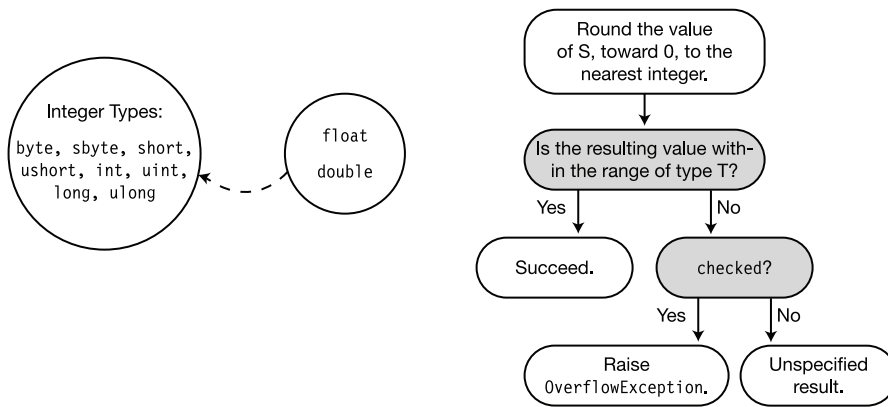 Integer Types:
byte, sbyte, short,
ushort, int, uint,
long, ulong
float
double
Round the value
of S, toward 0, to the
nearest integer.
Is the resulting value with-
in the range of type T?
Yes
No
Succeed.
checked?
Yes
No
Raise
OverflowException.
Unspecified
result.